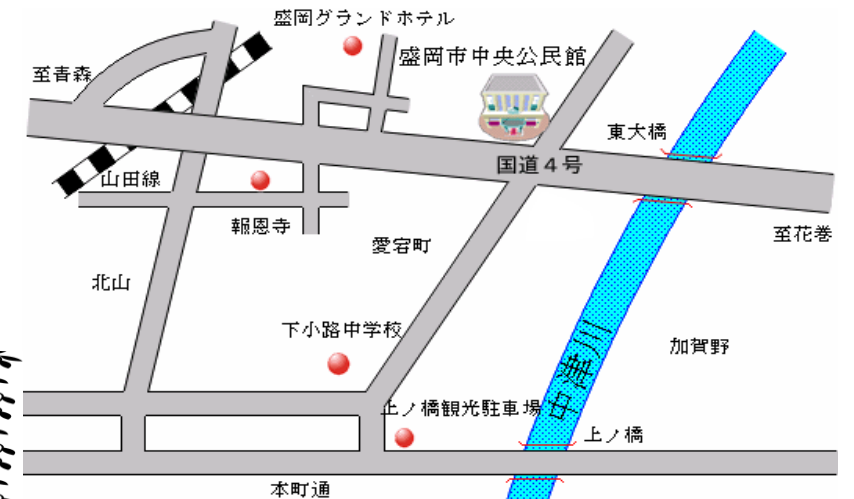 盛岡グランドホテル
盛岡市中央公民館
至青森
東大橋
国道4号
山田線
報恩寺
至花巻
愛宕町
北山
下小路中学校
加賀野
中津川
上ノ橋観光駐車場
上ノ橋
本町通